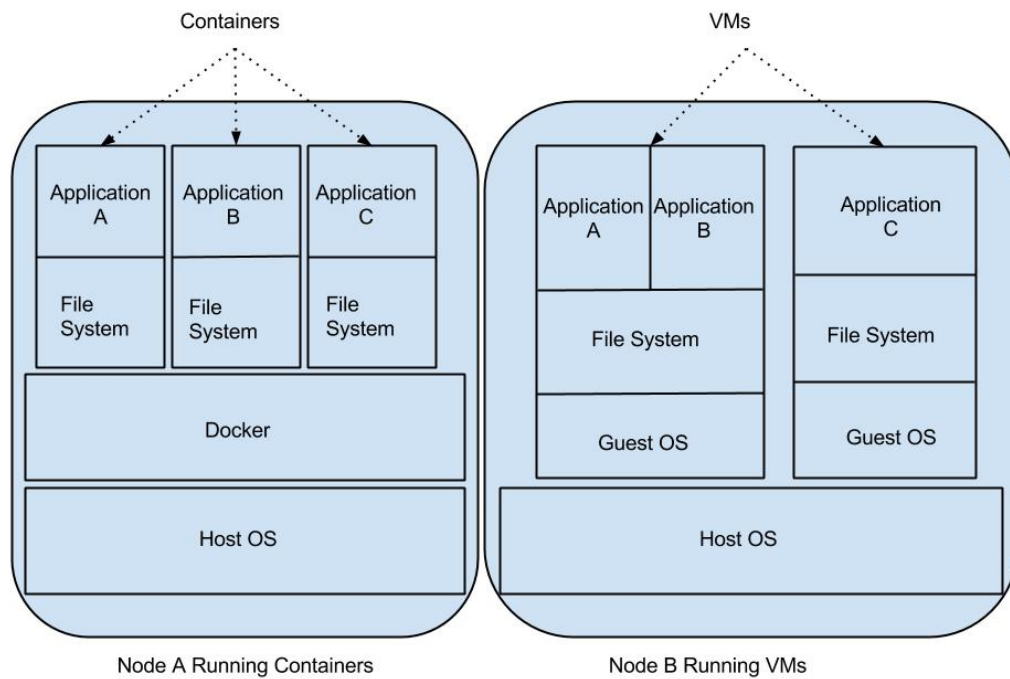 Containers
VMs
Application
A
Application
B
Application
C
File
System
File
System
File
System
Docker
Host OS
Node A Running Containers
Application
A
Application
B
Application
C
File System
File System
Guest OS
Guest OS
Host OS
Node B Running VMs